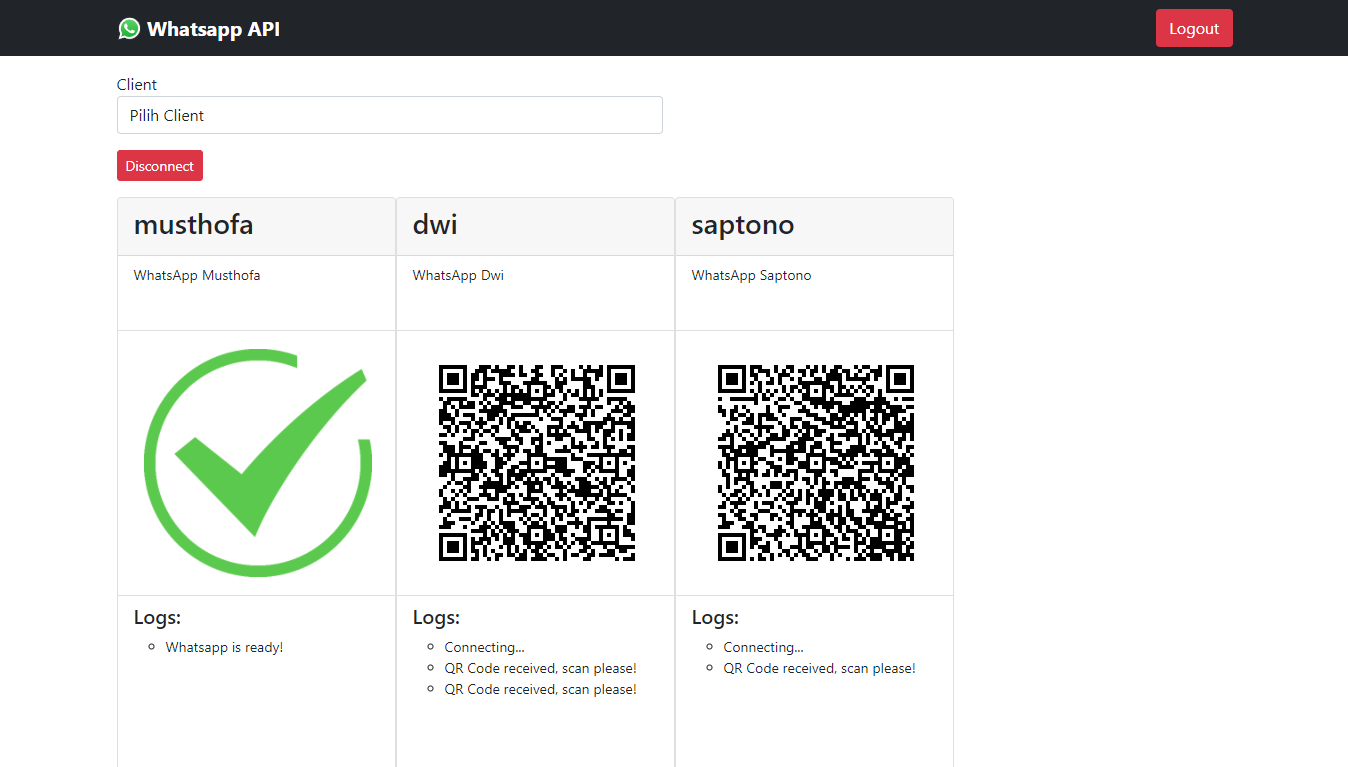 Whatsapp API
Logout
Client
Pilih Client
Disconnect
musthofa
WhatsApp Musthofa
Logs:
Whatsapp is ready!
dwi
WhatsApp Dwi
Logs:
Connecting...
QR Code received, scan please!
QR Code received, scan please!
saptono
WhatsApp Saptono
Logs:
Connecting...
QR Code received, scan please!